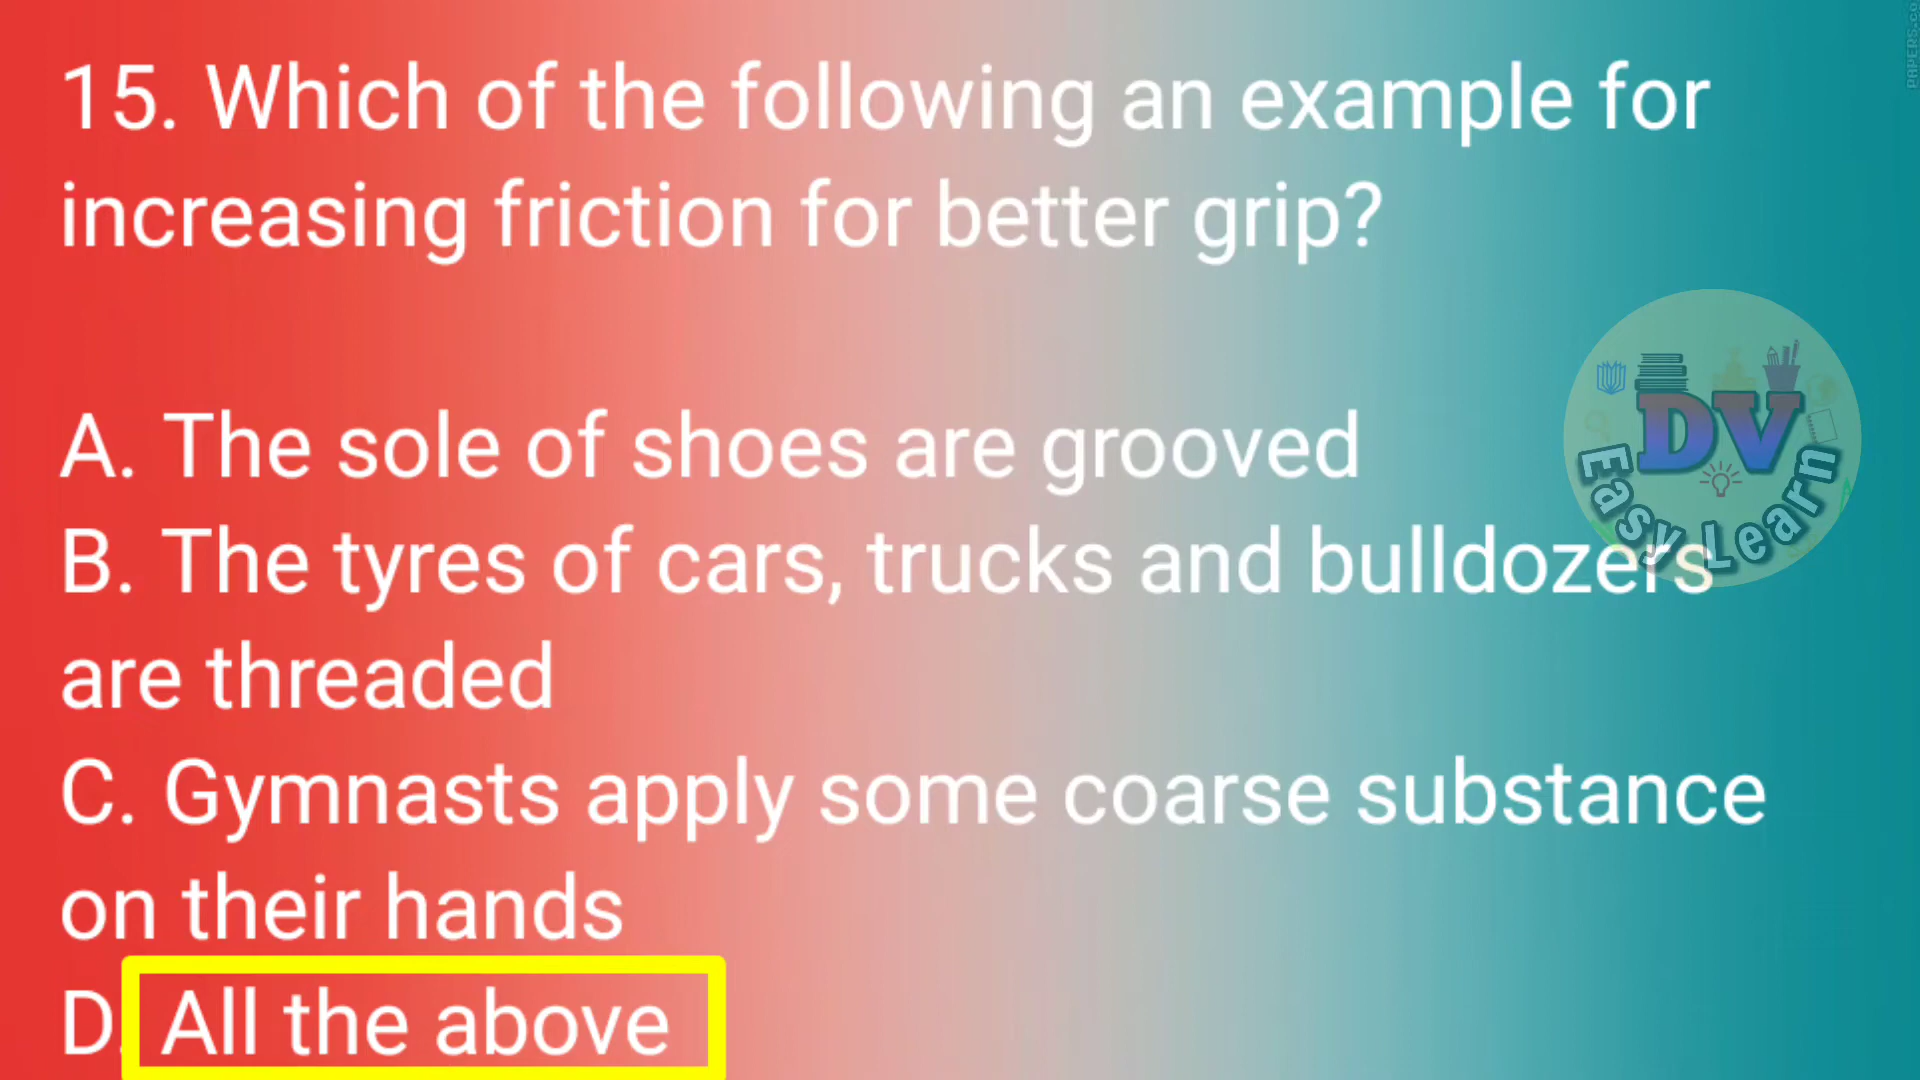 15. Which of the following an example for
increasing friction for better grip?
A. The sole of shoes are grooved
B. The tyres of cars, trucks and bulldozers
are threaded
C. Gymnasts apply some coarse substance
on their hands
D. All the above
DV
Easy Learn